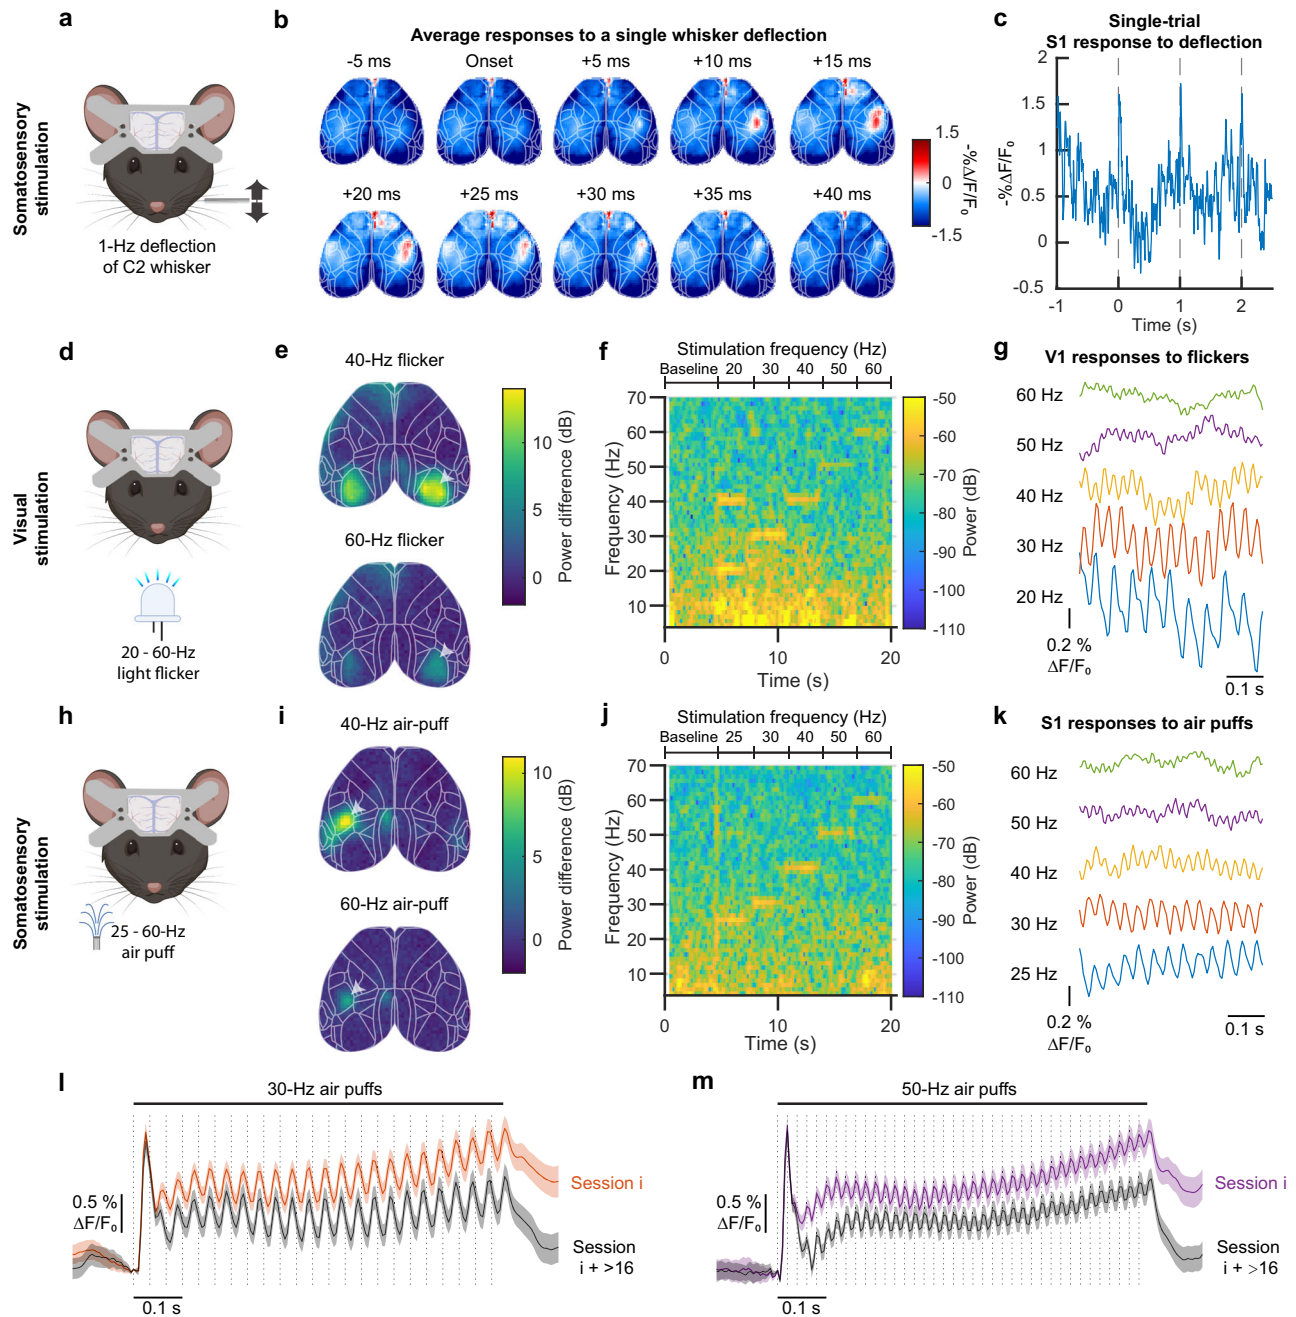 a
Somatosensory
stimulation
1-Hz deflection
of C2 whisker
b
Average responses to a single whisker deflection
-5 ms Onset +5 ms +10 ms +15 ms
+20 ms +25 ms +30 ms +35 ms +40 ms
1.5
0
-1.5
-%ΔF/F₀
c
Single-trial
S1 response to deflection
2
1.5
1
0.5
0
-0.5
-%ΔF/F₀
-1 0 1 2
Time (s)
d
Visual
stimulation
20 - 60-Hz
light flicker
e
40-Hz flicker
60-Hz flicker
10
5
0
Power difference (dB)
f
Stimulation frequency (Hz)
Baseline 20 30 40 50 60
70
60
50
40
30
20
10
Frequency (Hz)
0 10 20
Time (s)
-50
-60
-70
-80
-90
-100
-110
Power (dB)
g
V1 responses to flickers
60 Hz
50 Hz
40 Hz
30 Hz
20 Hz
0.2 %
ΔF/F₀
0.1 s
h
Somatosensory
stimulation
25 - 60-Hz
air puff
i
40-Hz air-puff
60-Hz air-puff
10
5
0
Power difference (dB)
j
Stimulation frequency (Hz)
Baseline 25 30 40 50 60
70
60
50
40
30
20
10
Frequency (Hz)
0 10 20
Time (s)
-50
-60
-70
-80
-90
-100
-110
Power (dB)
k
S1 responses to air puffs
60 Hz
50 Hz
40 Hz
30 Hz
25 Hz
0.2 %
ΔF/F₀
0.1 s
l
30-Hz air puffs
0.5 %
ΔF/F₀
Session i
Session
i + >16
0.1 s
m
50-Hz air puffs
0.5 %
ΔF/F₀
Session i
Session
i + >16
0.1 s